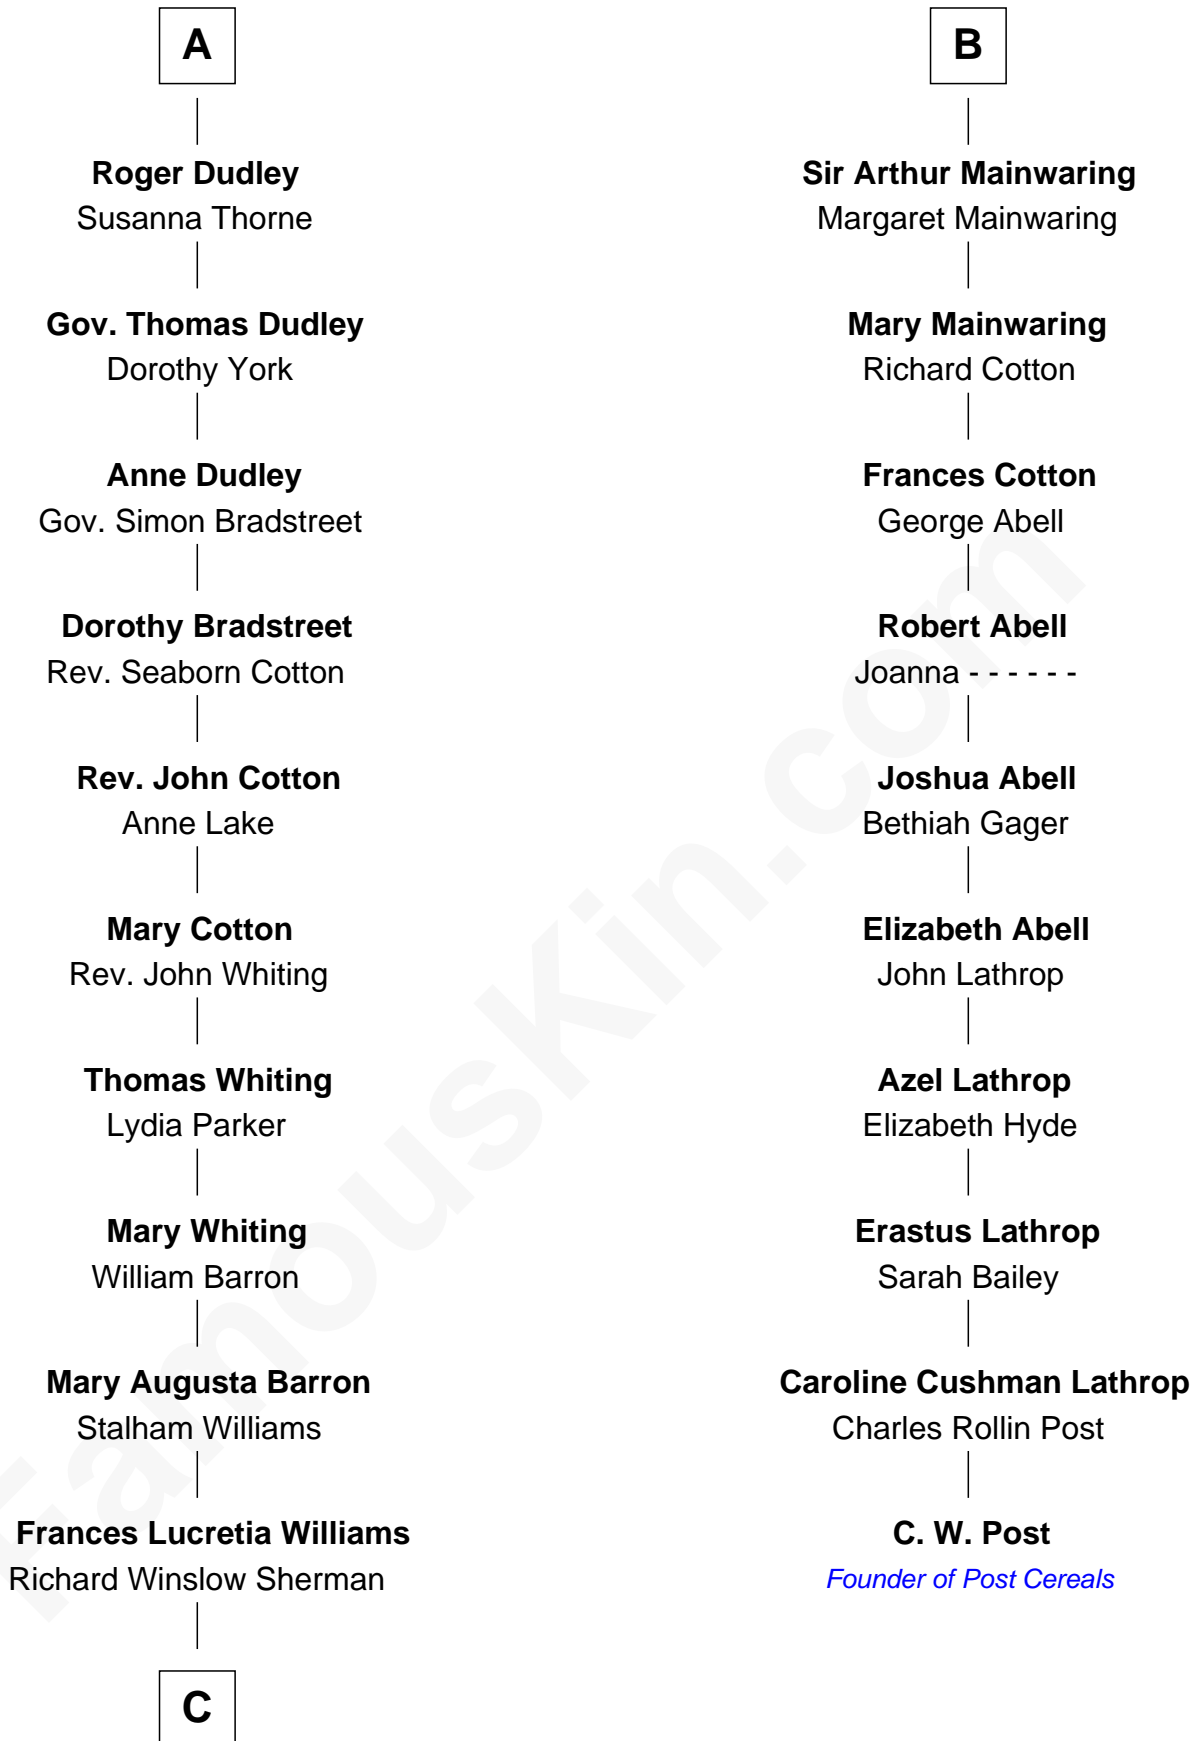 A
Roger Dudley
Susanna Thorne
Gov. Thomas Dudley
Dorothy York
Anne Dudley
Gov. Simon Bradstreet
Dorothy Bradstreet
Rev. Seaborn Cotton
Rev. John Cotton
Anne Lake
Mary Cotton
Rev. John Whiting
Thomas Whiting
Lydia Parker
Mary Whiting
William Barron
Mary Augusta Barron
Stalham Williams
Frances Lucretia Williams
Richard Winslow Sherman
C
B
Sir Arthur Mainwaring
Margaret Mainwaring
Mary Mainwaring
Richard Cotton
Frances Cotton
George Abell
Robert Abell
Joanna - - - - - -
Joshua Abell
Bethiah Gager
Elizabeth Abell
John Lathrop
Azel Lathrop
Elizabeth Hyde
Erastus Lathrop
Sarah Bailey
Caroline Cushman Lathrop
Charles Rollin Post
C. W. Post
Founder of Post Cereals
FamousKin.com